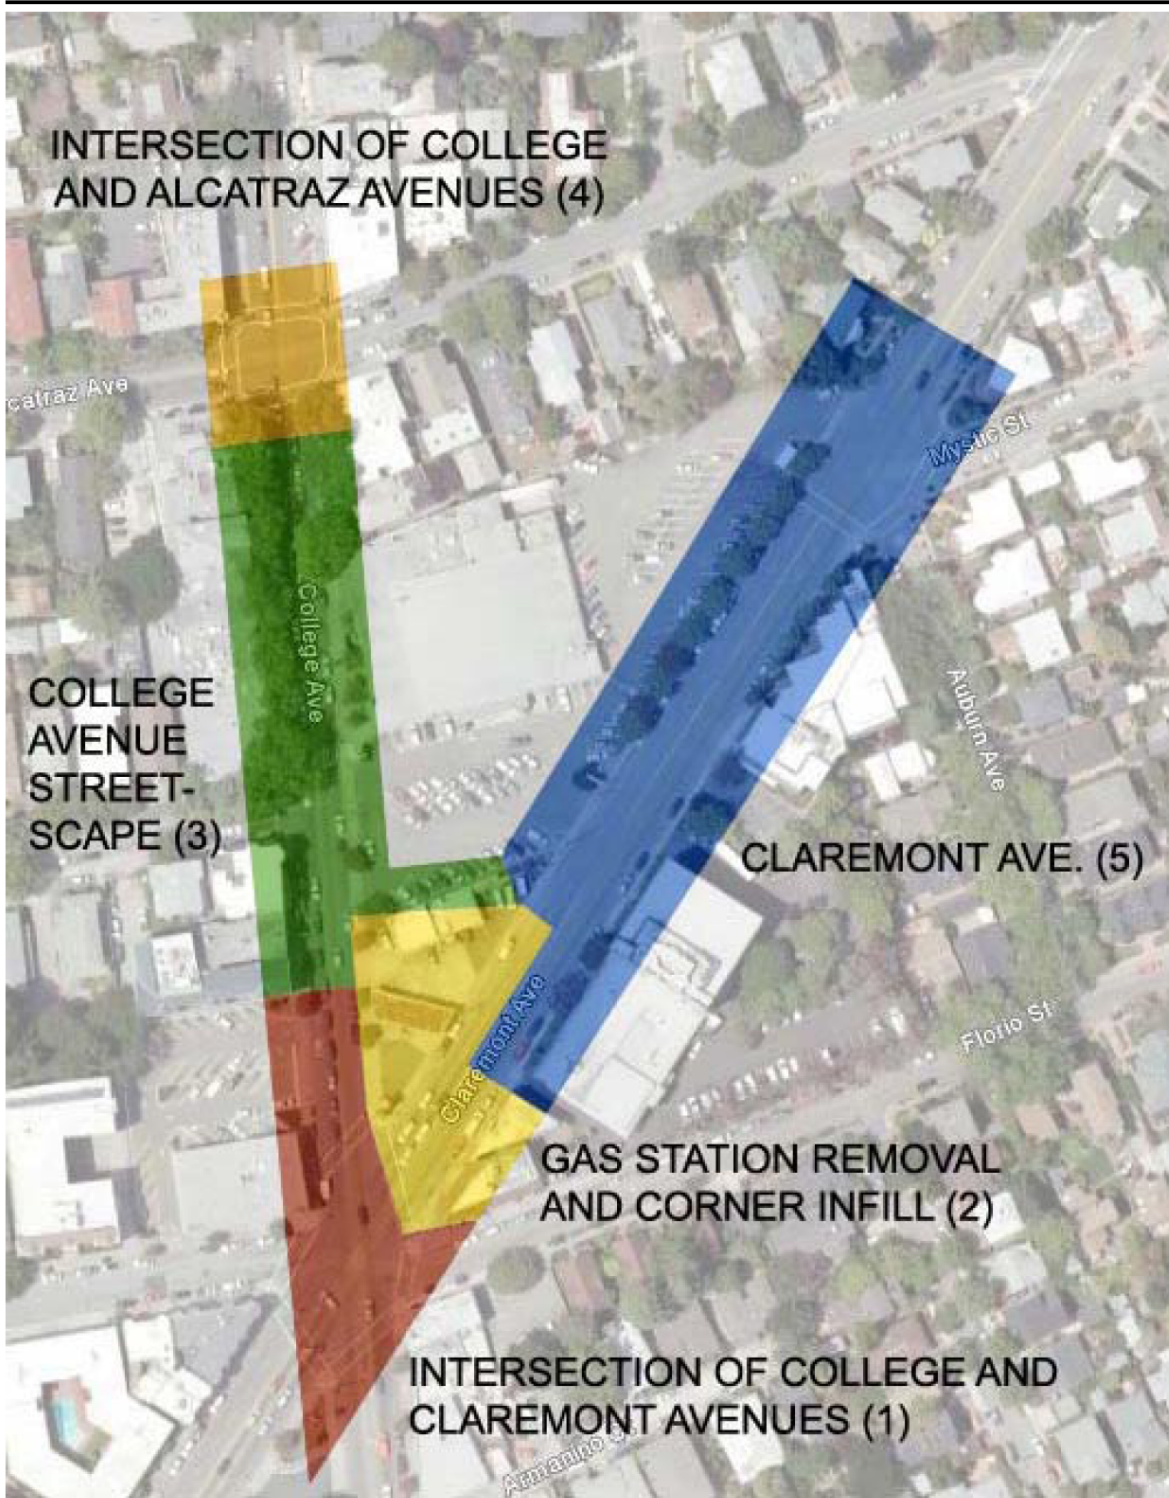 INTERSECTION OF COLLEGE
AND ALCATRAZ AVENUES (4)
catraz Ave
Mystic St
College Ave
COLLEGE
AVENUE
STREET-
SCAPE (3)
Auburn Ave
CLAREMONT AVE. (5)
Claremont Ave
Florio St
GAS STATION REMOVAL
AND CORNER INFILL (2)
INTERSECTION OF COLLEGE AND
CLAREMONT AVENUES (1)
Armanino